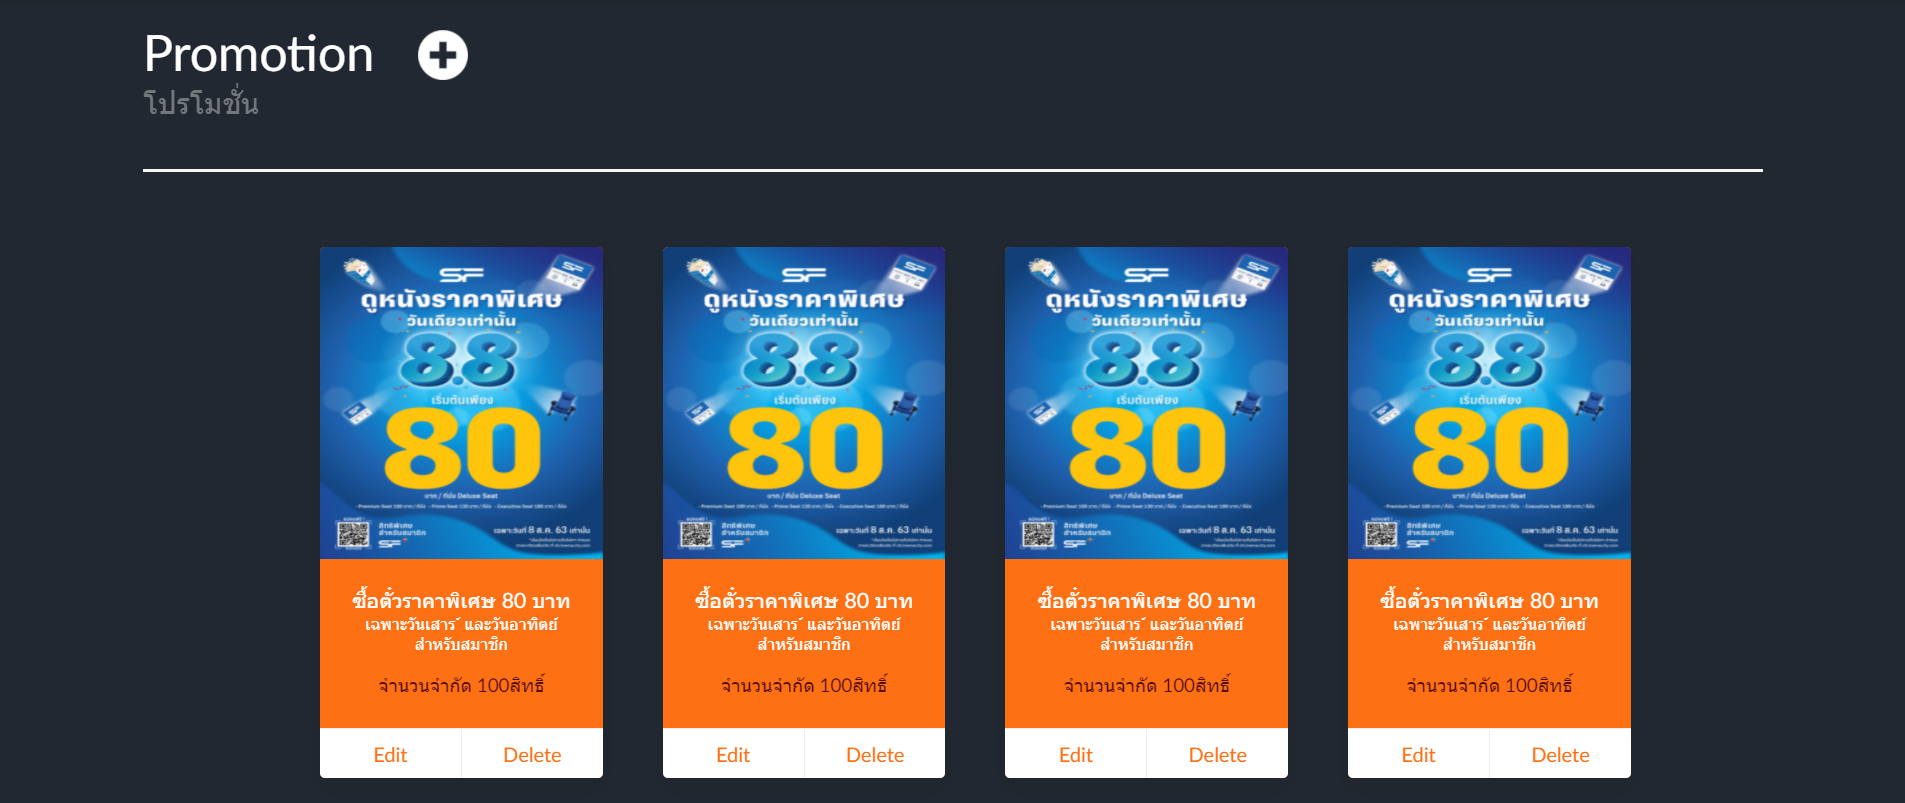 Promotion
โปรโมชั่น
SF
ดูหนังราคาพิเศษ
วันเดียวเท่านั้น
8.8
เริ่มต้นเพียง
80
บาท / ที่นั่ง Deluxe Seat
สิทธิพิเศษ
สำหรับสมาชิก
SF+
เฉพาะวันที่ 8 ส.ค. 63 เท่านั้น
ซื้อตั๋วราคาพิเศษ 80 บาท
เฉพาะวันเสาร์ และวันอาทิตย์
สำหรับสมาชิก
จำนวนจำกัด 100สิทธิ์
Edit Delete
SF
ดูหนังราคาพิเศษ
วันเดียวเท่านั้น
8.8
เริ่มต้นเพียง
80
บาท / ที่นั่ง Deluxe Seat
สิทธิพิเศษ
สำหรับสมาชิก
SF+
เฉพาะวันที่ 8 ส.ค. 63 เท่านั้น
ซื้อตั๋วราคาพิเศษ 80 บาท
เฉพาะวันเสาร์ และวันอาทิตย์
สำหรับสมาชิก
จำนวนจำกัด 100สิทธิ์
Edit Delete
SF
ดูหนังราคาพิเศษ
วันเดียวเท่านั้น
8.8
เริ่มต้นเพียง
80
บาท / ที่นั่ง Deluxe Seat
สิทธิพิเศษ
สำหรับสมาชิก
SF+
เฉพาะวันที่ 8 ส.ค. 63 เท่านั้น
ซื้อตั๋วราคาพิเศษ 80 บาท
เฉพาะวันเสาร์ และวันอาทิตย์
สำหรับสมาชิก
จำนวนจำกัด 100สิทธิ์
Edit Delete
SF
ดูหนังราคาพิเศษ
วันเดียวเท่านั้น
8.8
เริ่มต้นเพียง
80
บาท / ที่นั่ง Deluxe Seat
สิทธิพิเศษ
สำหรับสมาชิก
SF+
เฉพาะวันที่ 8 ส.ค. 63 เท่านั้น
ซื้อตั๋วราคาพิเศษ 80 บาท
เฉพาะวันเสาร์ และวันอาทิตย์
สำหรับสมาชิก
จำนวนจำกัด 100สิทธิ์
Edit Delete